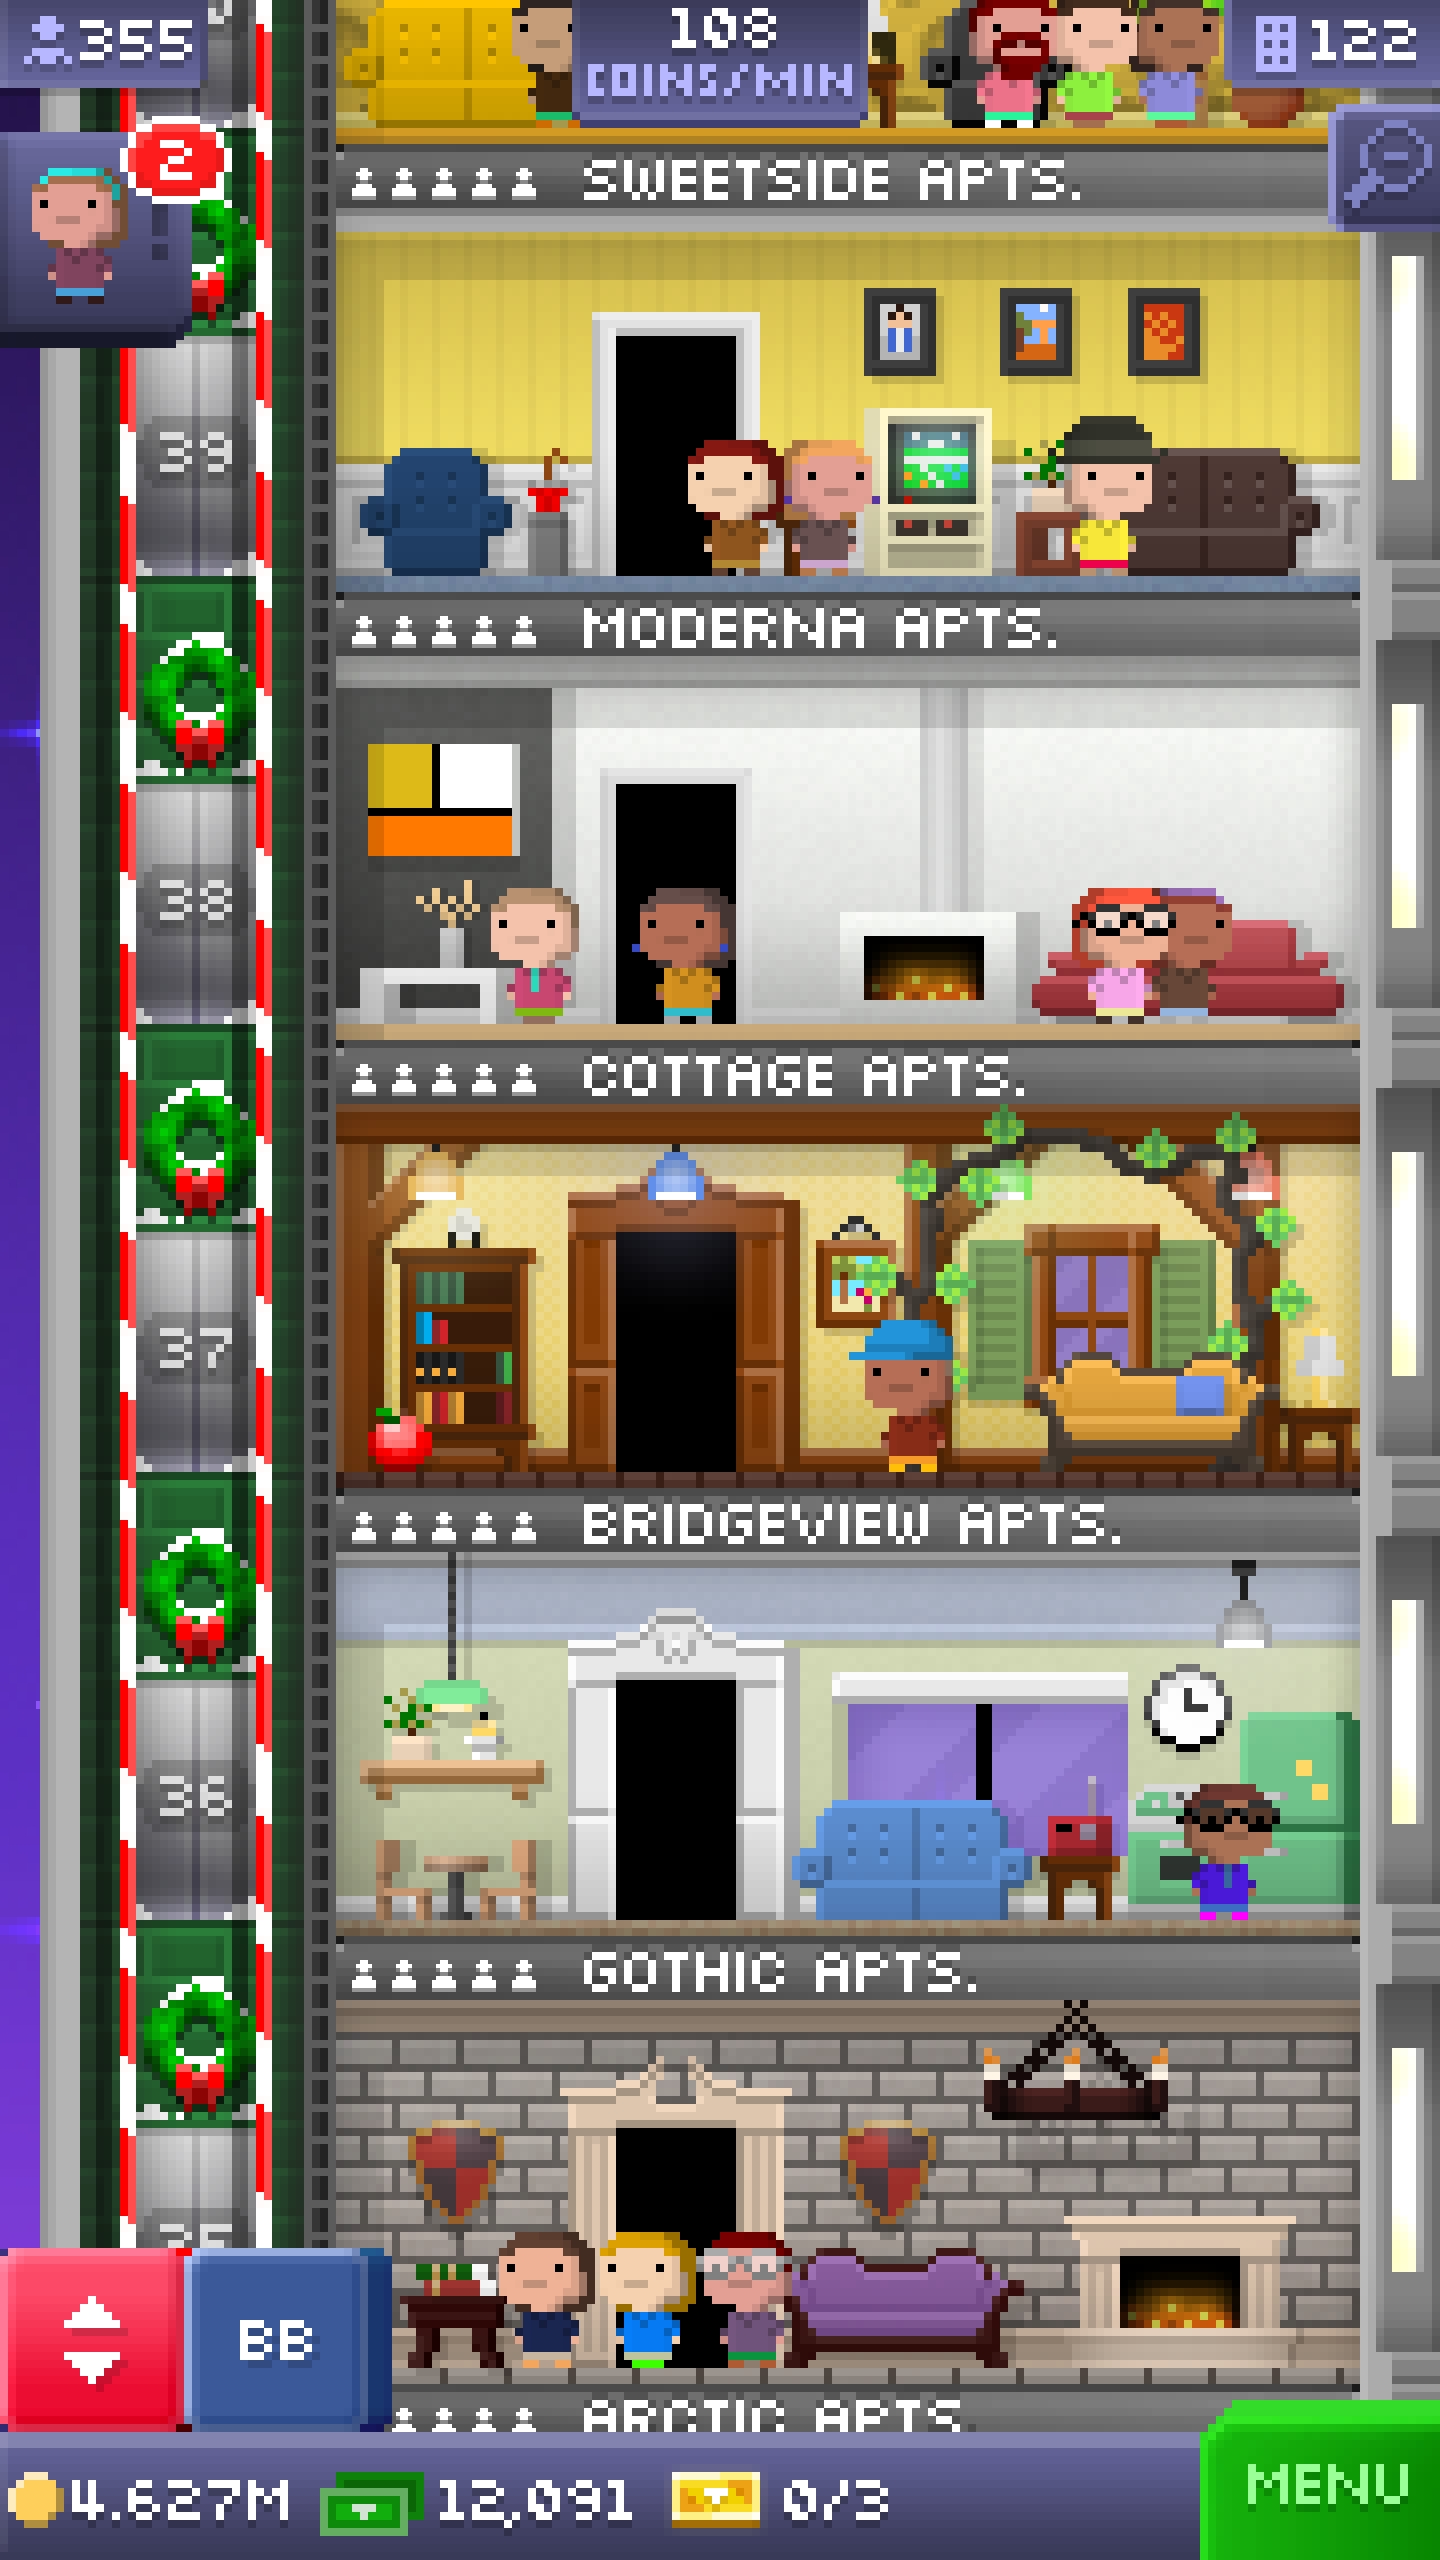 355
108
COINS/MIN
122
2
SWEETSIDE APTS.
39
MODERNA APTS.
38
COTTAGE APTS.
37
BRIDGEVIEW APTS.
36
GOTHIC APTS.
35
BB
ARCTIC APTS.
4.627M
12,091
0/3
MENU